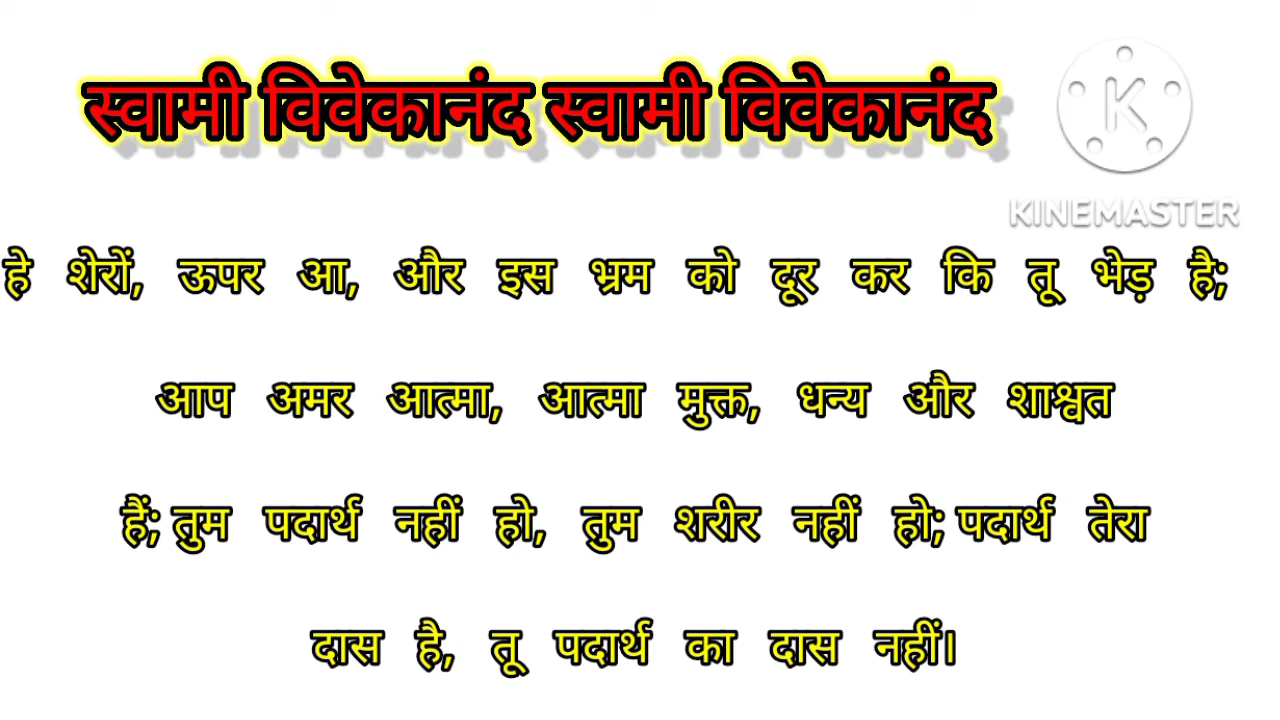 स्वामी विवेकानंद स्वामी विवेकानंद
K
KINEMASTER
हे शेरों, ऊपर आ, और इस भ्रम को दूर कर कि तू भेड़ है;
आप अमर आत्मा, आत्मा मुक्त, धन्य और शाश्वत
हैं; तुम पदार्थ नहीं हो, तुम शरीर नहीं हो; पदार्थ तेरा
दास है, तू पदार्थ का दास नहीं।